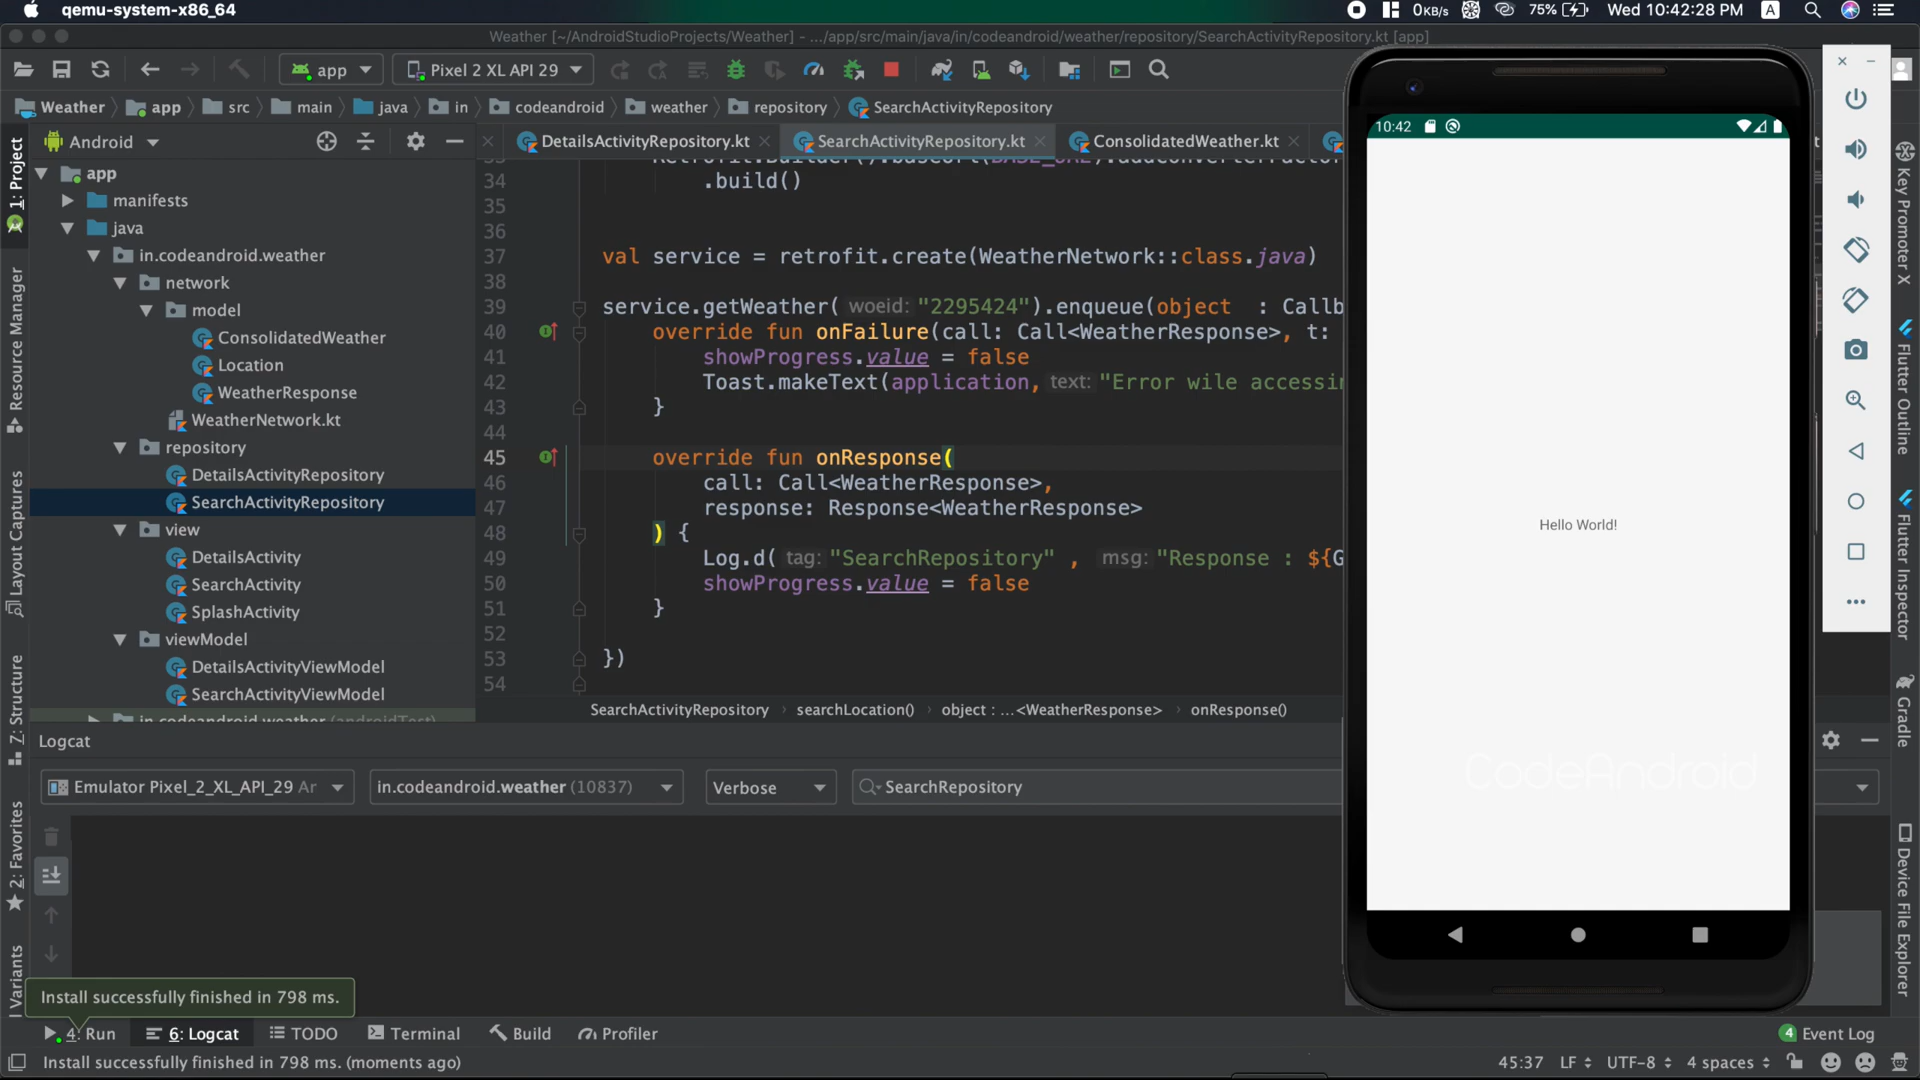 qemu-system-x86_64
0KB/s
75%
Wed 10:42:28 PM
A
Weather [~/AndroidStudioProjects/Weather] - .../app/src/main/java/in/codeandroid/weather/repository/SearchActivityRepository.kt [app]
app
Pixel 2 XL API 29
Weather
app
src
main
java
in
codeandroid
weather
repository
SearchActivityRepository
Android
DetailsActivityRepository.kt
SearchActivityRepository.kt
ConsolidatedWeather.kt
1: Project
Resource Manager
Layout Captures
7: Structure
2: Favorites
Variants
app
manifests
java
in.codeandroid.weather
network
model
ConsolidatedWeather
Location
WeatherResponse
WeatherNetwork.kt
repository
DetailsActivityRepository
SearchActivityRepository
view
DetailsActivity
SearchActivity
SplashActivity
viewModel
DetailsActivityViewModel
SearchActivityViewModel
in.codeandroid.weather (androidTest)
34 .build()
35
36
37 val service = retrofit.create(WeatherNetwork::class.java)
38
39 service.getWeather( woeid: "2295424").enqueue(object : Callb
40 override fun onFailure(call: Call<WeatherResponse>, t:
41 showProgress.value = false
42 Toast.makeText(application, text: "Error wile accessin
43 }
44
45 override fun onResponse(
46 call: Call<WeatherResponse>,
47 response: Response<WeatherResponse>
48 ) {
49 Log.d( tag: "SearchRepository" , msg: "Response : ${G
50 showProgress.value = false
51 }
52
53 })
54
SearchActivityRepository
searchLocation()
object : ...<WeatherResponse>
onResponse()
Logcat
Emulator Pixel_2_XL_API_29 Ar
in.codeandroid.weather (10837)
Verbose
SearchRepository
Install successfully finished in 798 ms.
4: Run
6: Logcat
TODO
Terminal
Build
Profiler
4 Event Log
Install successfully finished in 798 ms. (moments ago)
45:37
LF
UTF-8
4 spaces
10:42
Hello World!
CodeAndroid
Key Promoter X
Flutter Outline
Flutter Inspector
Gradle
Device File Explorer